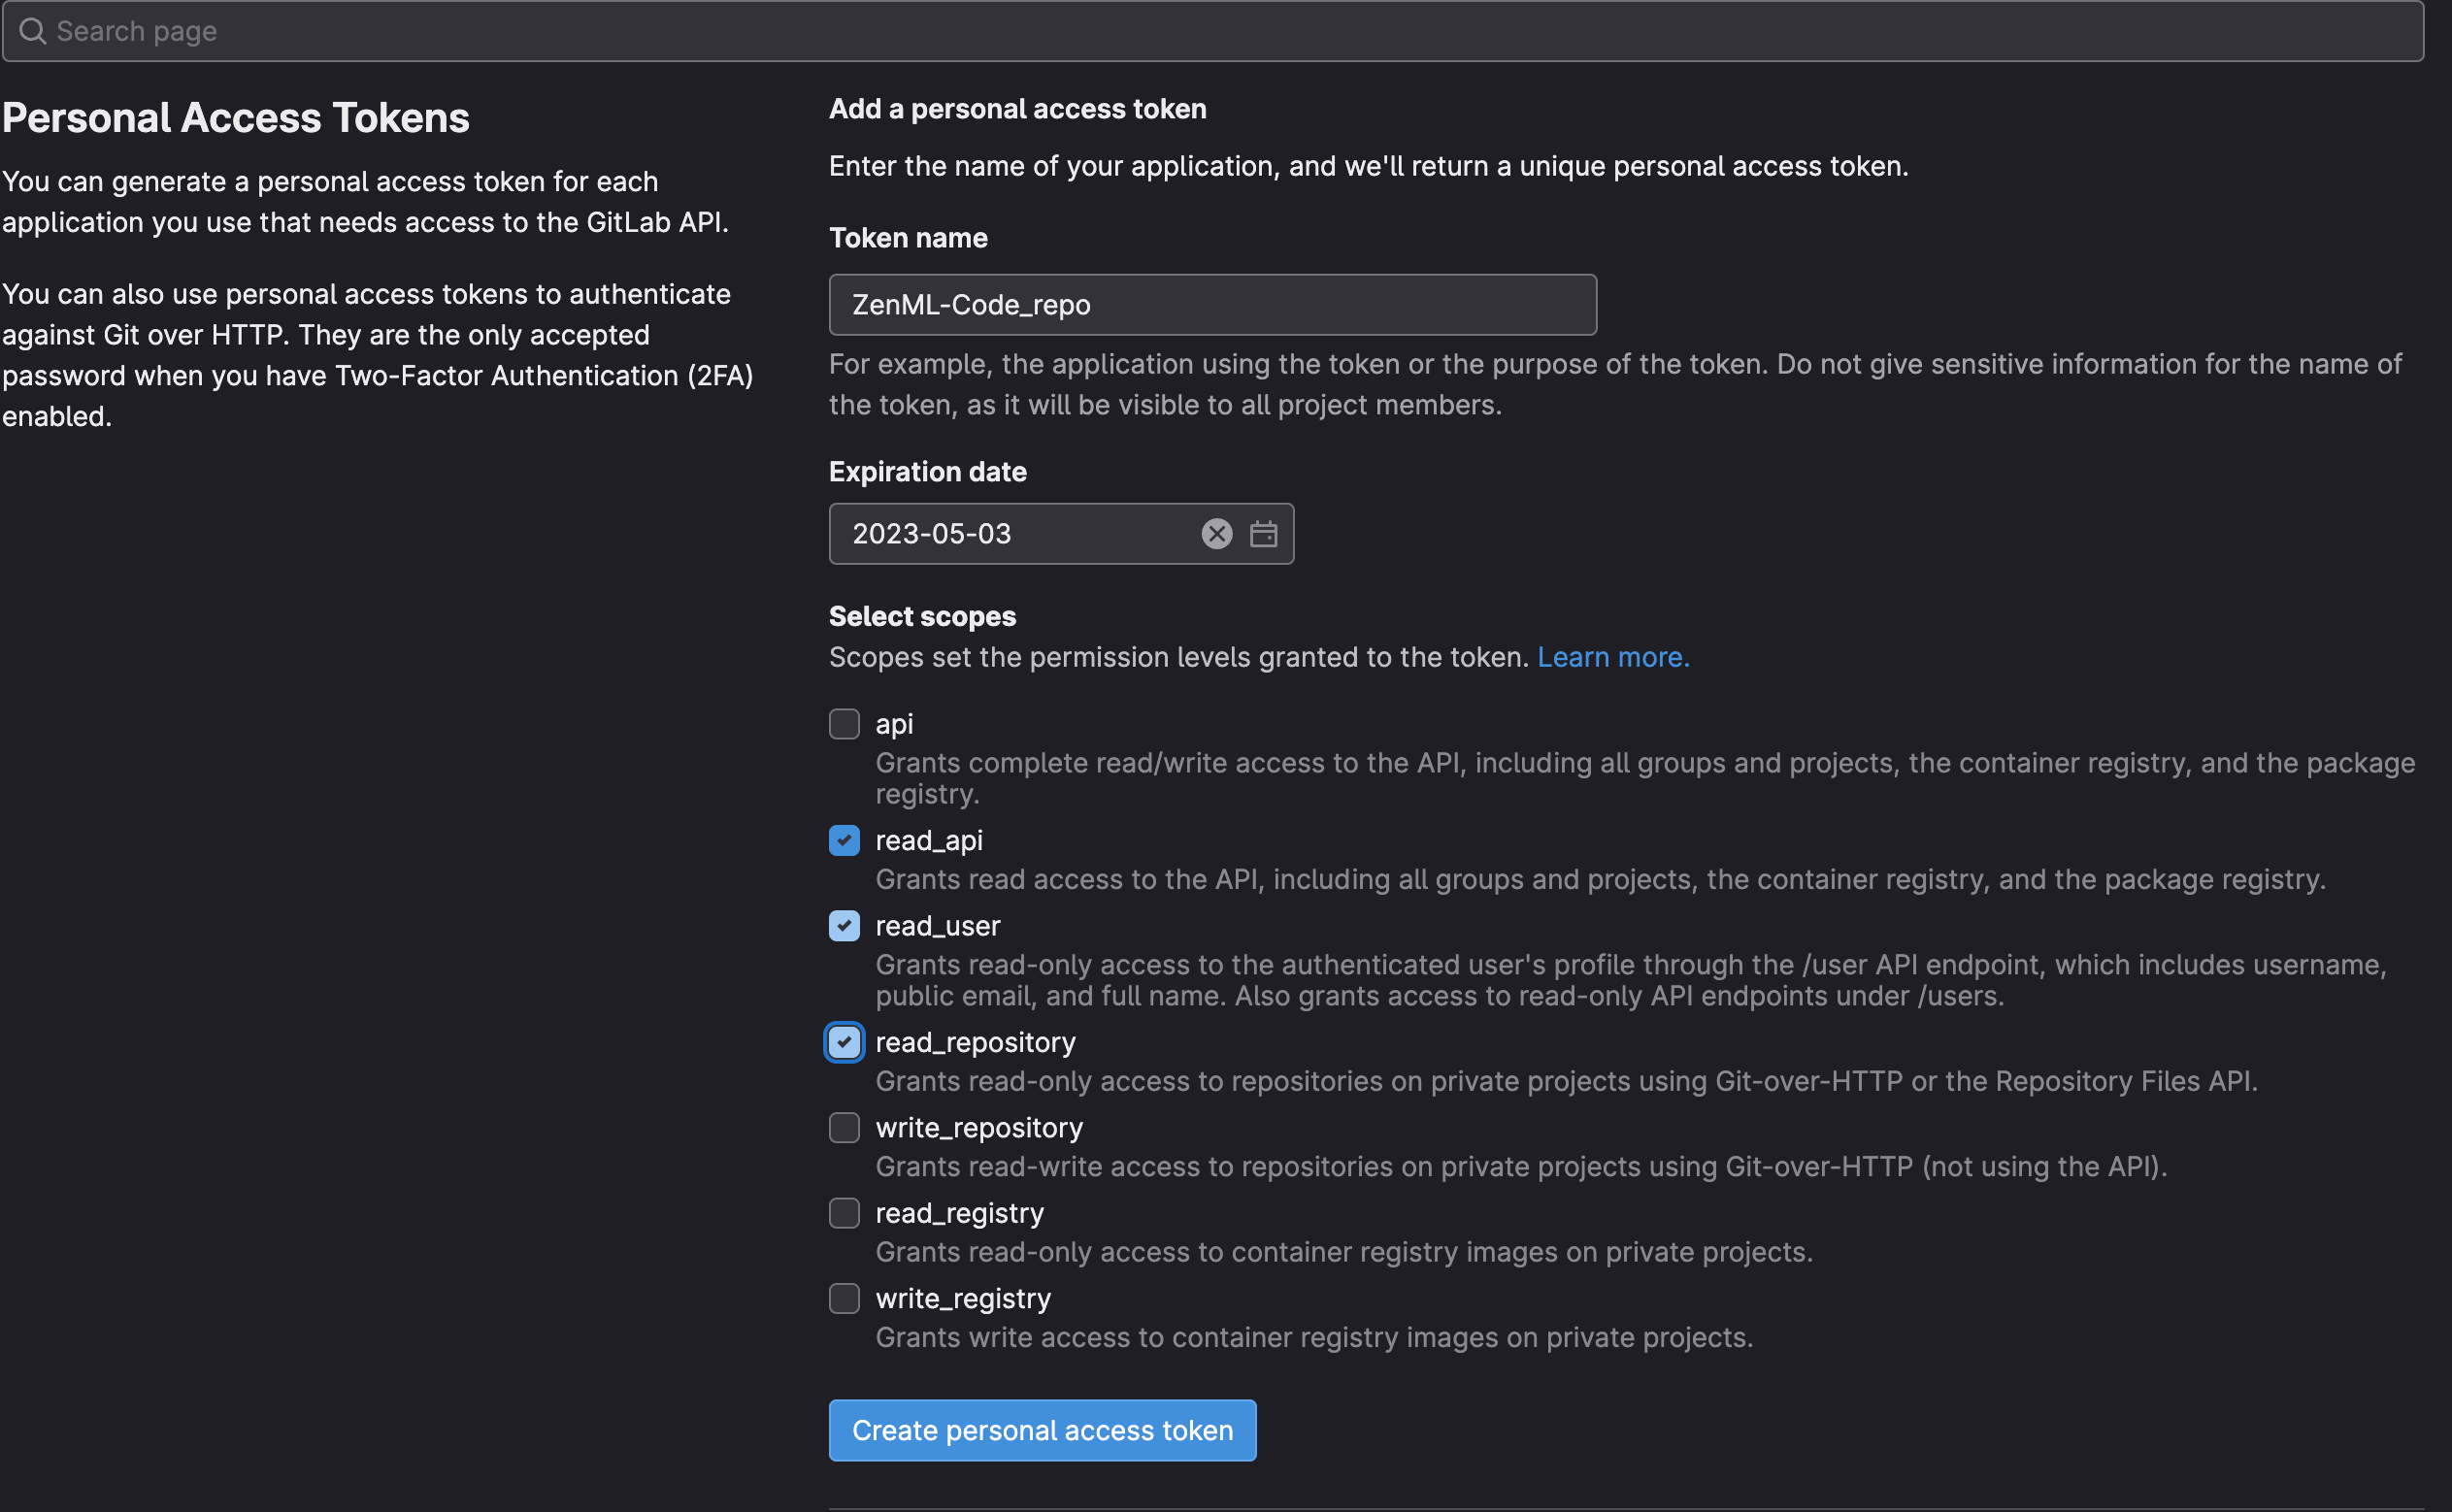 Search page
Personal Access Tokens
You can generate a personal access token for each
application you use that needs access to the GitLab API.
You can also use personal access tokens to authenticate
against Git over HTTP. They are the only accepted
password when you have Two-Factor Authentication (2FA)
enabled.
Add a personal access token
Enter the name of your application, and we'll return a unique personal access token.
Token name
ZenML-Code_repo
For example, the application using the token or the purpose of the token. Do not give sensitive information for the name of
the token, as it will be visible to all project members.
Expiration date
2023-05-03
Select scopes
Scopes set the permission levels granted to the token. Learn more.
api
Grants complete read/write access to the API, including all groups and projects, the container registry, and the package
registry.
read_api
Grants read access to the API, including all groups and projects, the container registry, and the package registry.
read_user
Grants read-only access to the authenticated user's profile through the /user API endpoint, which includes username,
public email, and full name. Also grants access to read-only API endpoints under /users.
read_repository
Grants read-only access to repositories on private projects using Git-over-HTTP or the Repository Files API.
write_repository
Grants read-write access to repositories on private projects using Git-over-HTTP (not using the API).
read_registry
Grants read-only access to container registry images on private projects.
write_registry
Grants write access to container registry images on private projects.
Create personal access token